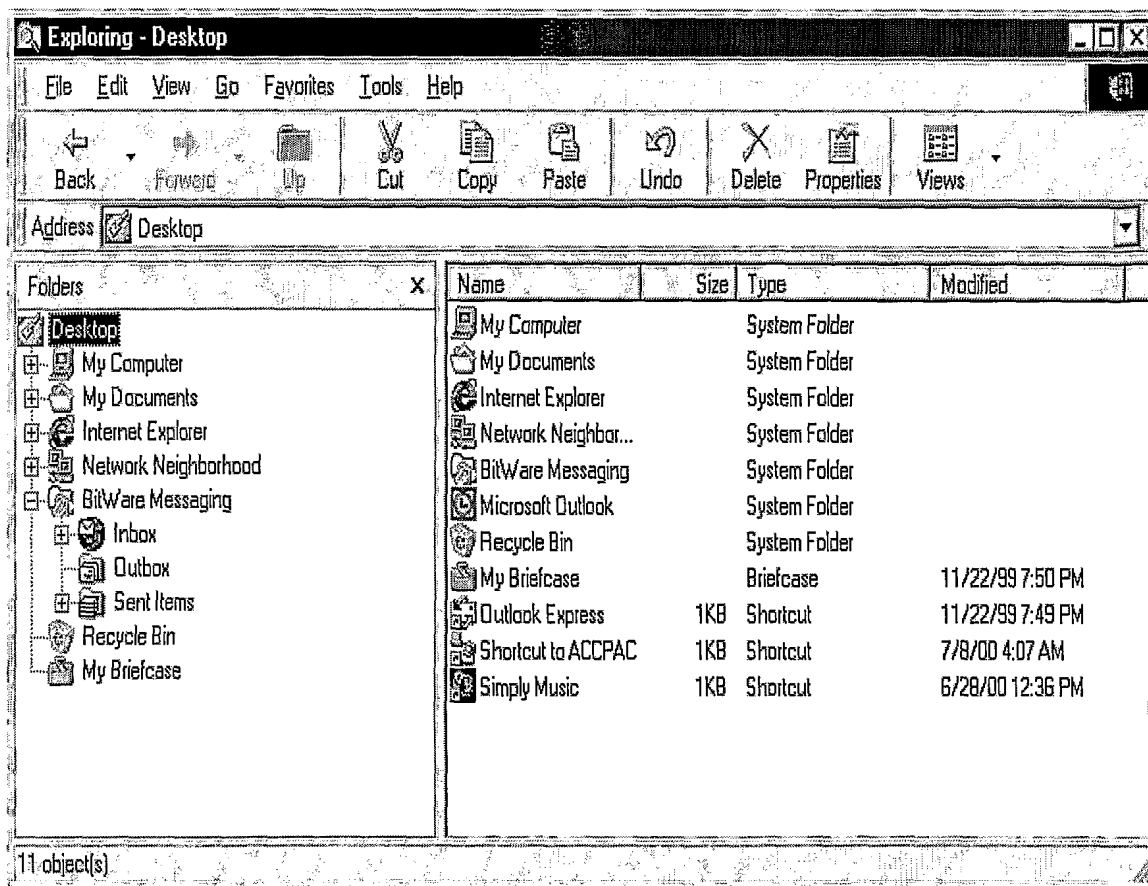 Exploring - Desktop
File Edit View Go Favorites Tools Help
Back Forward Up Cut Copy Paste Undo Delete Properties Views
Address Desktop
Folders x
Desktop
My Computer
My Documents
Internet Explorer
Network Neighborhood
BitWare Messaging
Inbox
Outbox
Sent Items
Recycle Bin
My Briefcase
Name Size Type Modified
My Computer System Folder
My Documents System Folder
Internet Explorer System Folder
Network Neighbor... System Folder
BitWare Messaging System Folder
Microsoft Outlook System Folder
Recycle Bin System Folder
My Briefcase Briefcase 11/22/99 7:50 PM
Outlook Express 1KB Shortcut 11/22/99 7:49 PM
Shortcut to ACCPAC 1KB Shortcut 7/8/00 4:07 AM
Simply Music 1KB Shortcut 6/28/00 12:36 PM
11 object(s)